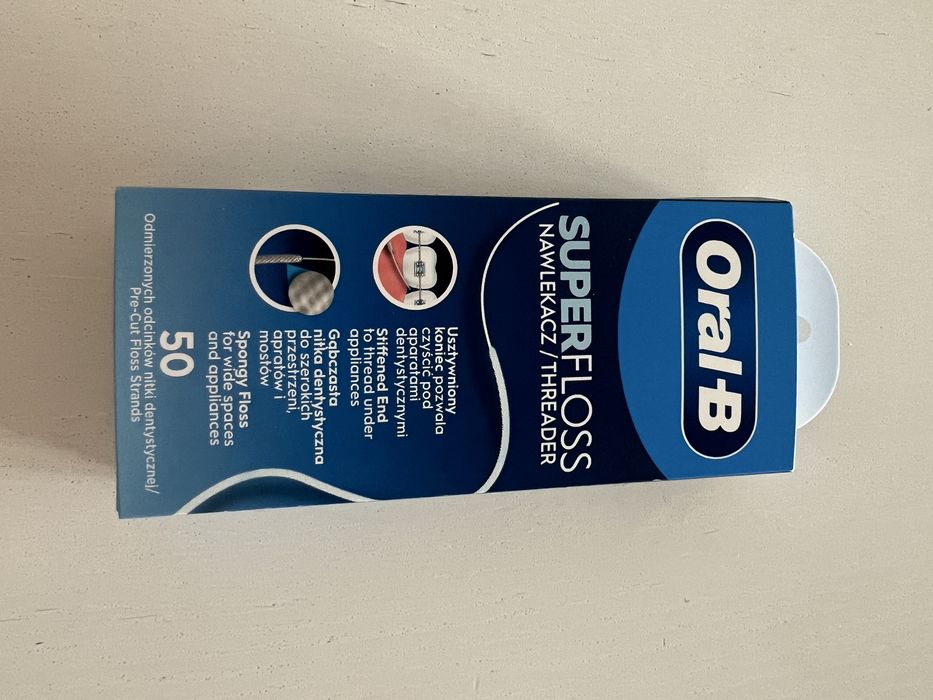 Oral-B
SUPERFLOSS
NAWLEKACZ / THREADER
Usztywniony
koniec pozwala
czyścić pod
aparatami
dentystycznymi
Stiffened End
to thread under
appliances
Gąbczasta
nitka dentystyczna
do szerokich
przestrzeni,
aparatów i
mostów
Spongy Floss
for wide spaces
and appliances
50
Odmierzonych odcinków nitki dentystycznej/
Pre-Cut Floss Strands